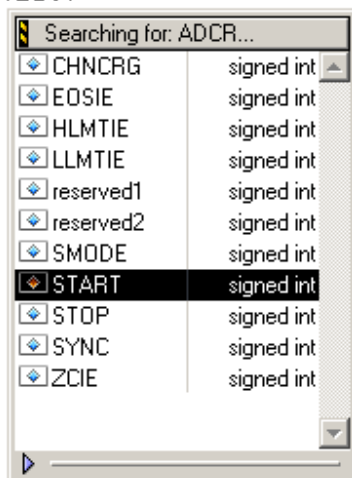 Searching for: ADCR...
CHNCRG signed int
EOSIE signed int
HLMTIE signed int
LLMTIE signed int
reserved1 signed int
reserved2 signed int
SMODE signed int
START signed int
STOP signed int
SYNC signed int
ZCIE signed int